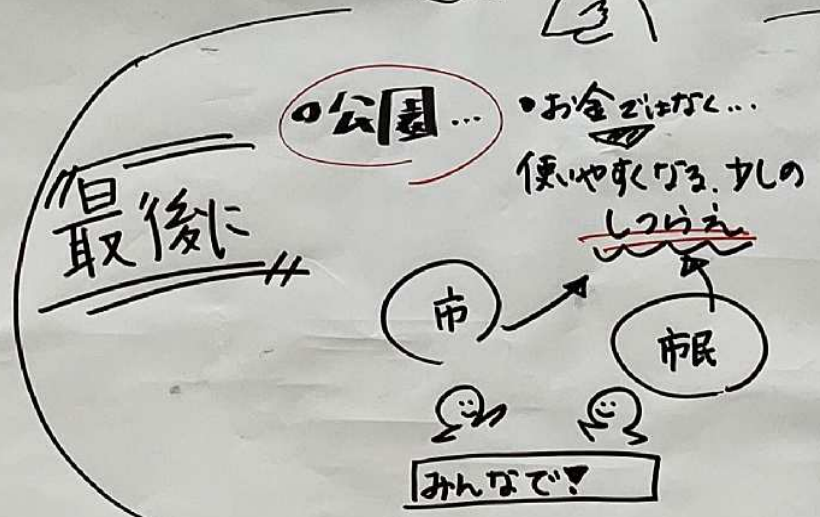 最後に
・公園…
・お金ではなく…
使いやすくなる、少しの
しつらえ
市
市民
みんなで!